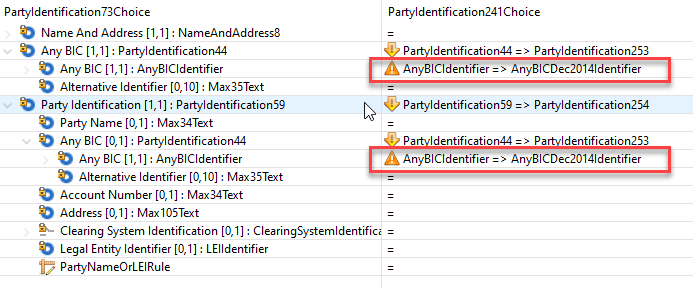 PartyIdentification73Choice PartyIdentification241Choice
Name And Address [1,1] : NameAndAddress8 =
Any BIC [1,1] : PartyIdentification44 PartyIdentification44 => PartyIdentification253
Any BIC [1,1] : AnyBICIdentifier AnyBICIdentifier => AnyBICDec2014Identifier
Alternative Identifier [0,10] : Max35Text =
Party Identification [1,1] : PartyIdentification59 PartyIdentification59 => PartyIdentification254
Party Name [0,1] : Max34Text =
Any BIC [0,1] : PartyIdentification44 PartyIdentification44 => PartyIdentification253
Any BIC [1,1] : AnyBICIdentifier AnyBICIdentifier => AnyBICDec2014Identifier
Alternative Identifier [0,10] : Max35Text =
Account Number [0,1] : Max34Text =
Address [0,1] : Max105Text =
Clearing System Identification [0,1] : ClearingSystemIdentifica =
Legal Entity Identifier [0,1] : LEIIdentifier =
PartyNameOrLEIRule =